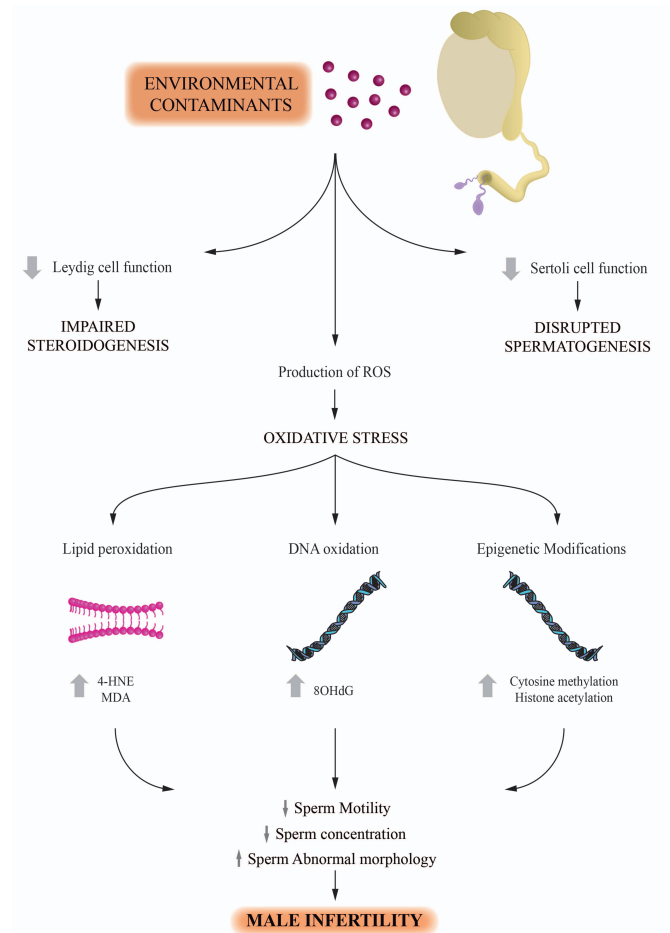 ENVIRONMENTAL
CONTAMINANTS
Leydig cell function
IMPAIRED
STEROIDOGENESIS
Sertoli cell function
DISRUPTED
SPERMATOGENESIS
Production of ROS
OXIDATIVE STRESS
Lipid peroxidation
DNA oxidation
Epigenetic Modifications
4-HNE
MDA
8OHdG
Cytosine methylation
Histone acetylation
Sperm Motility
Sperm concentration
Sperm Abnormal morphology
MALE INFERTILITY